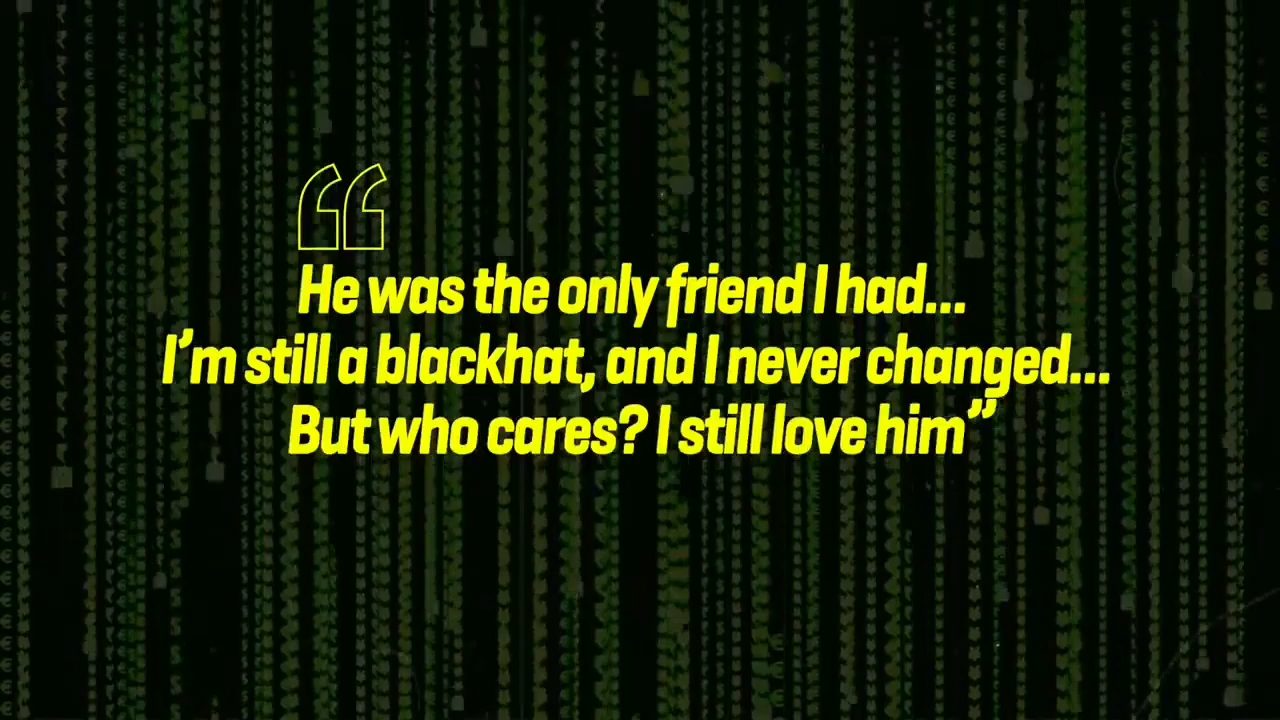 “
He was the only friend I had...
I’m still a blackhat, and I never changed...
But who cares? I still love him”